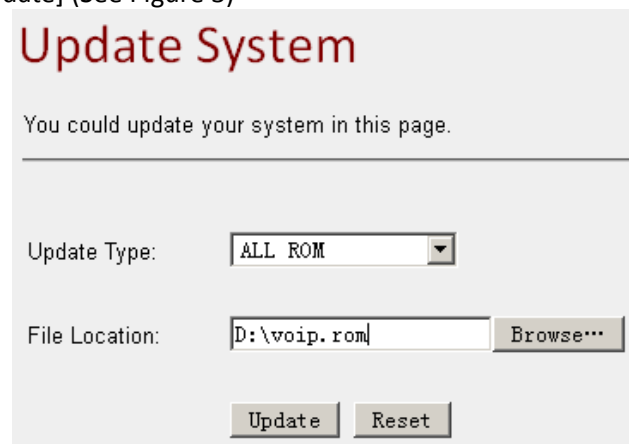 Update System
You could update your system in this page.
Update Type: ALL ROM
File Location: D:\voip.rom Browse…
Update Reset